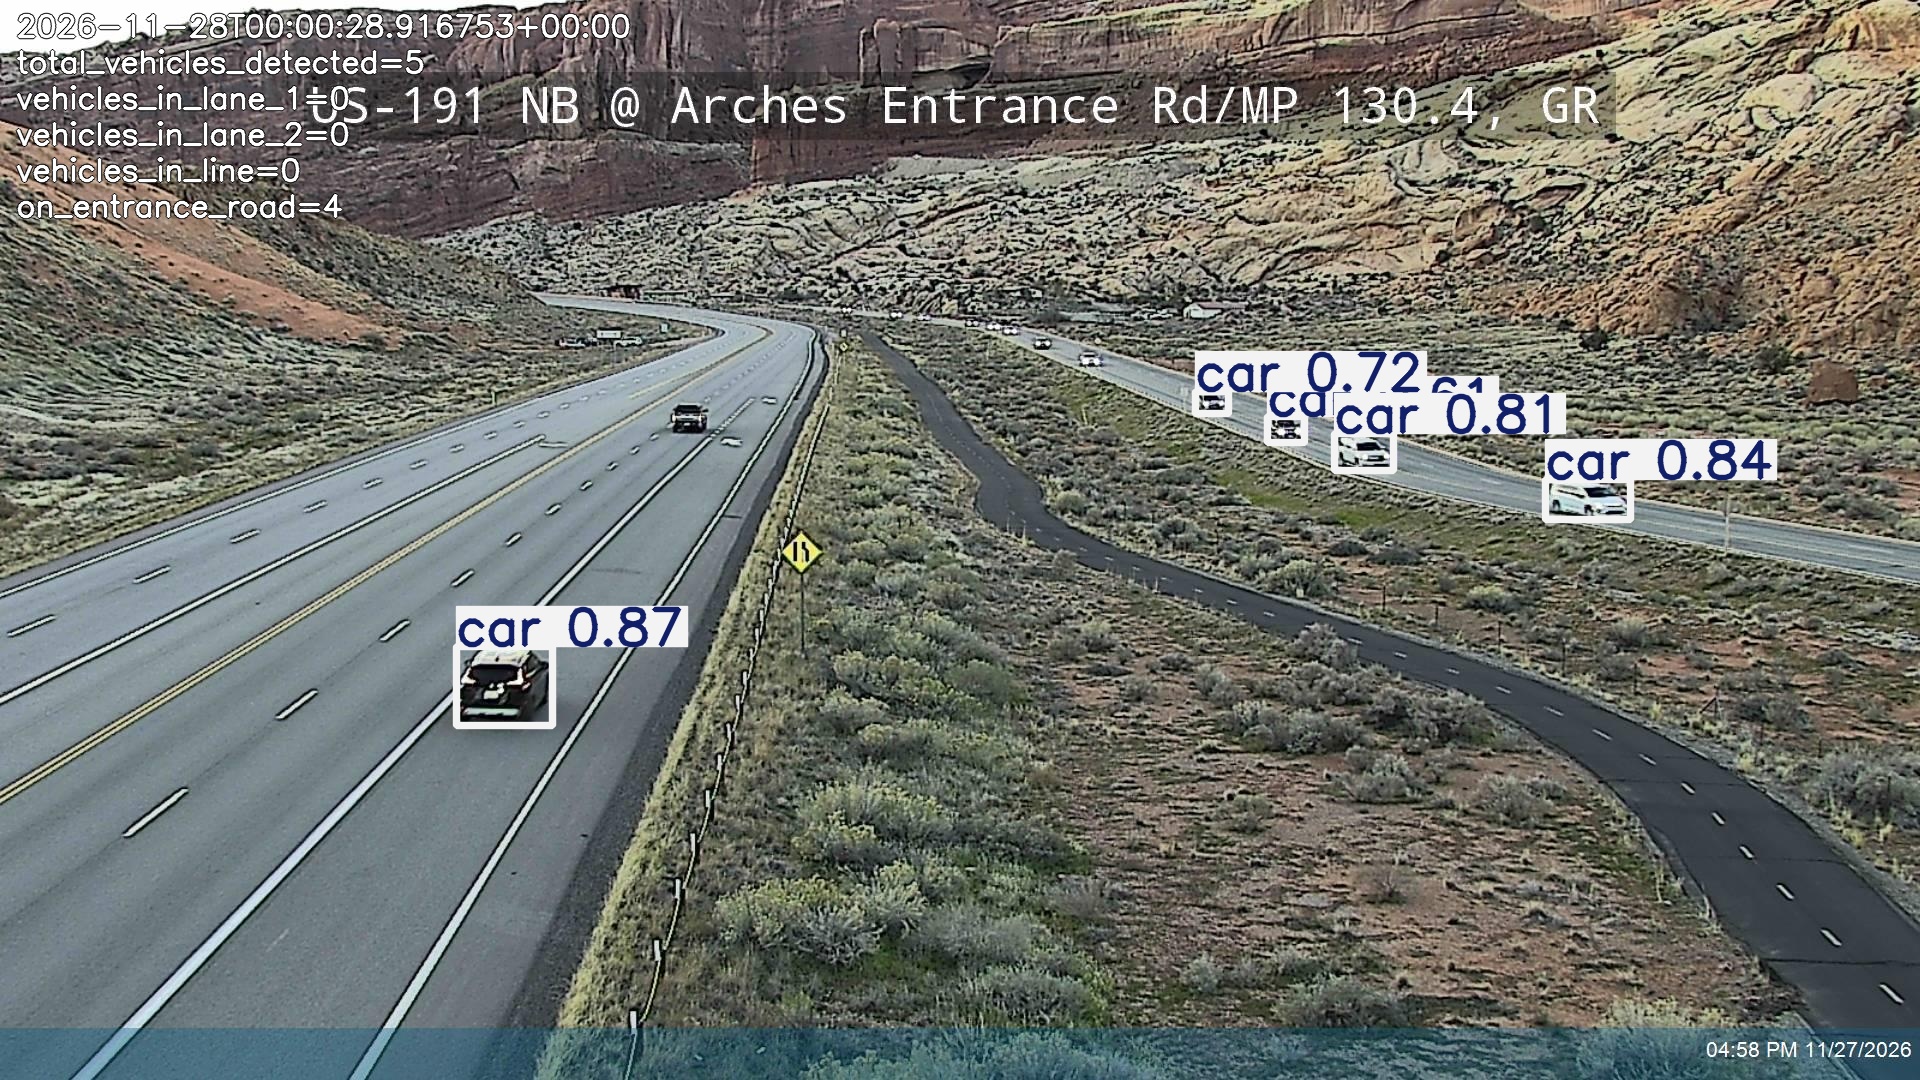 2026-11-28T00:00:28.916753+00:00
total_vehicles_detected=5
vehicles_in_lane_1=0
US-191 NB @ Arches Entrance Rd/MP 130.4, GR
vehicles_in_lane_2=0
vehicles_in_line=0
on_entrance_road=4
car 0.72
car 0.81
car 0.84
car 0.87
04:58 PM 11/27/2026